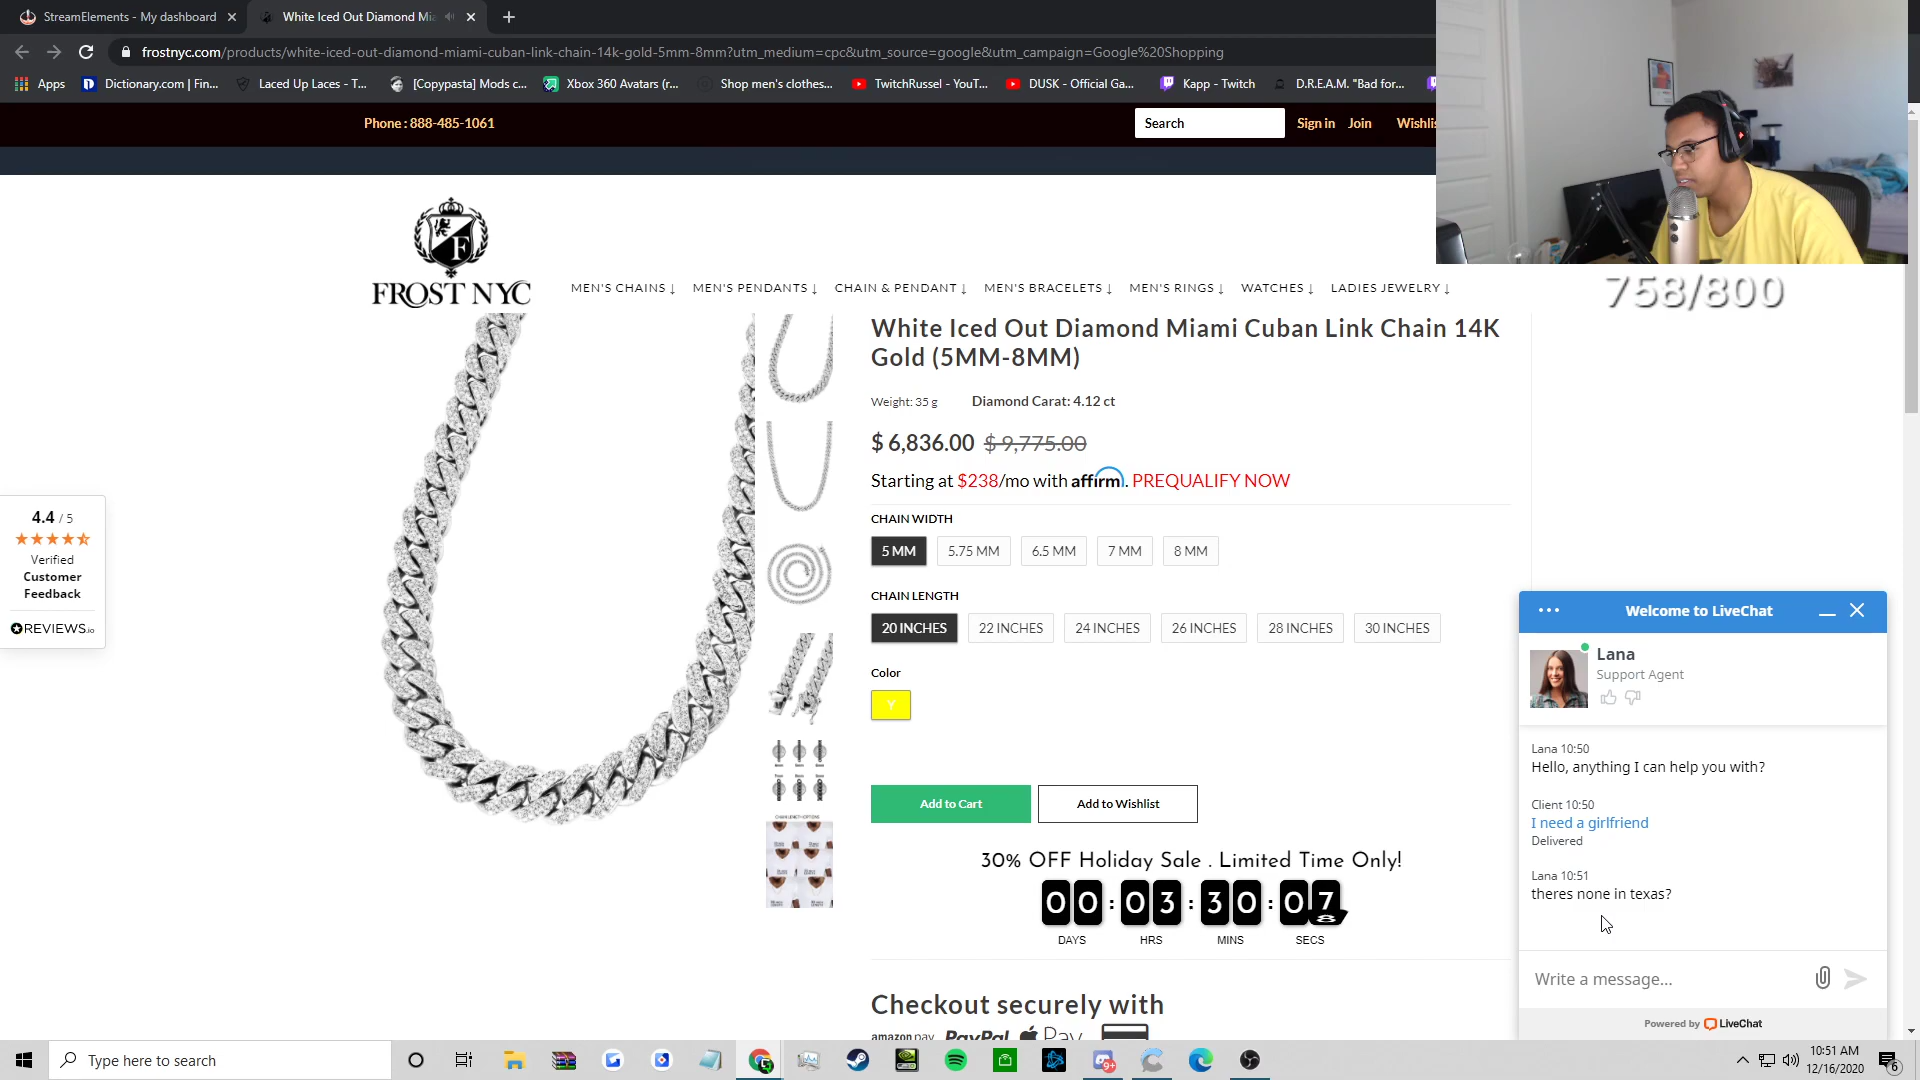 StreamElements - My dashboard
White Iced Out Diamond Mi
frostnyc.com/products/white-iced-out-diamond-miami-cuban-link-chain-14k-gold-5mm-8mm?utm_medium=cpc&utm_source=google&utm_campaign=Google%20Shopping
Apps
Dictionary.com | Fin...
Laced Up Laces - T...
[Copypasta] Mods c...
Xbox 360 Avatars (r...
Shop men's clothes...
TwitchRussel - YouT...
DUSK - Official Ga...
Kapp - Twitch
D.R.E.A.M. "Bad for...
Phone : 888-485-1061
Search
Sign in
Join
Wishli
758/800
F
FROST NYC
MEN'S CHAINS ↓
MEN'S PENDANTS ↓
CHAIN & PENDANT ↓
MEN'S BRACELETS ↓
MEN'S RINGS ↓
WATCHES ↓
LADIES JEWELRY ↓
White Iced Out Diamond Miami Cuban Link Chain 14K
Gold (5MM-8MM)
Weight: 35 g
Diamond Carat: 4.12 ct
$ 6,836.00 $ 9,775.00
Starting at $238/mo with affirm. PREQUALIFY NOW
CHAIN WIDTH
5 MM
5.75 MM
6.5 MM
7 MM
8 MM
CHAIN LENGTH
20 INCHES
22 INCHES
24 INCHES
26 INCHES
28 INCHES
30 INCHES
Color
Y
Add to Cart
Add to Wishlist
30% OFF Holiday Sale . Limited Time Only!
00 : 03 : 30 : 07
DAYS
HRS
MINS
SECS
Checkout securely with
amazon pay
PayPal
Pay
4.4 / 5
Verified
Customer
Feedback
REVIEWS.io
Welcome to LiveChat
Lana
Support Agent
Lana 10:50
Hello, anything I can help you with?
Client 10:50
I need a girlfriend
Delivered
Lana 10:51
theres none in texas?
Write a message...
Powered by LiveChat
Type here to search
9+
10:51 AM
12/16/2020
6